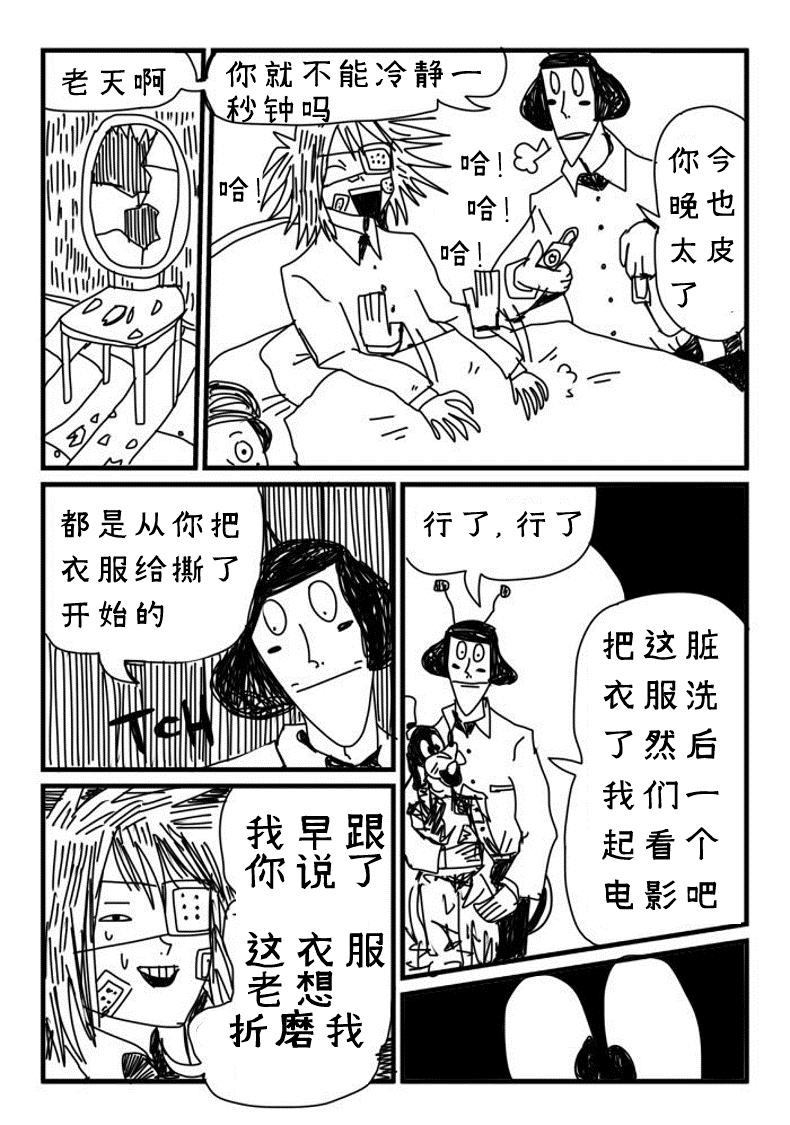 老天啊
你就不能冷静一
秒钟吗
哈!
哈!
哈!
哈!
今也皮
你晚太了
都是从你把
衣服给撕了
开始的
TCH
行了,行了
把这脏
衣服洗
了然后
我们一
起看个
电影吧
我早跟
你说了
这衣服
老想
折磨我